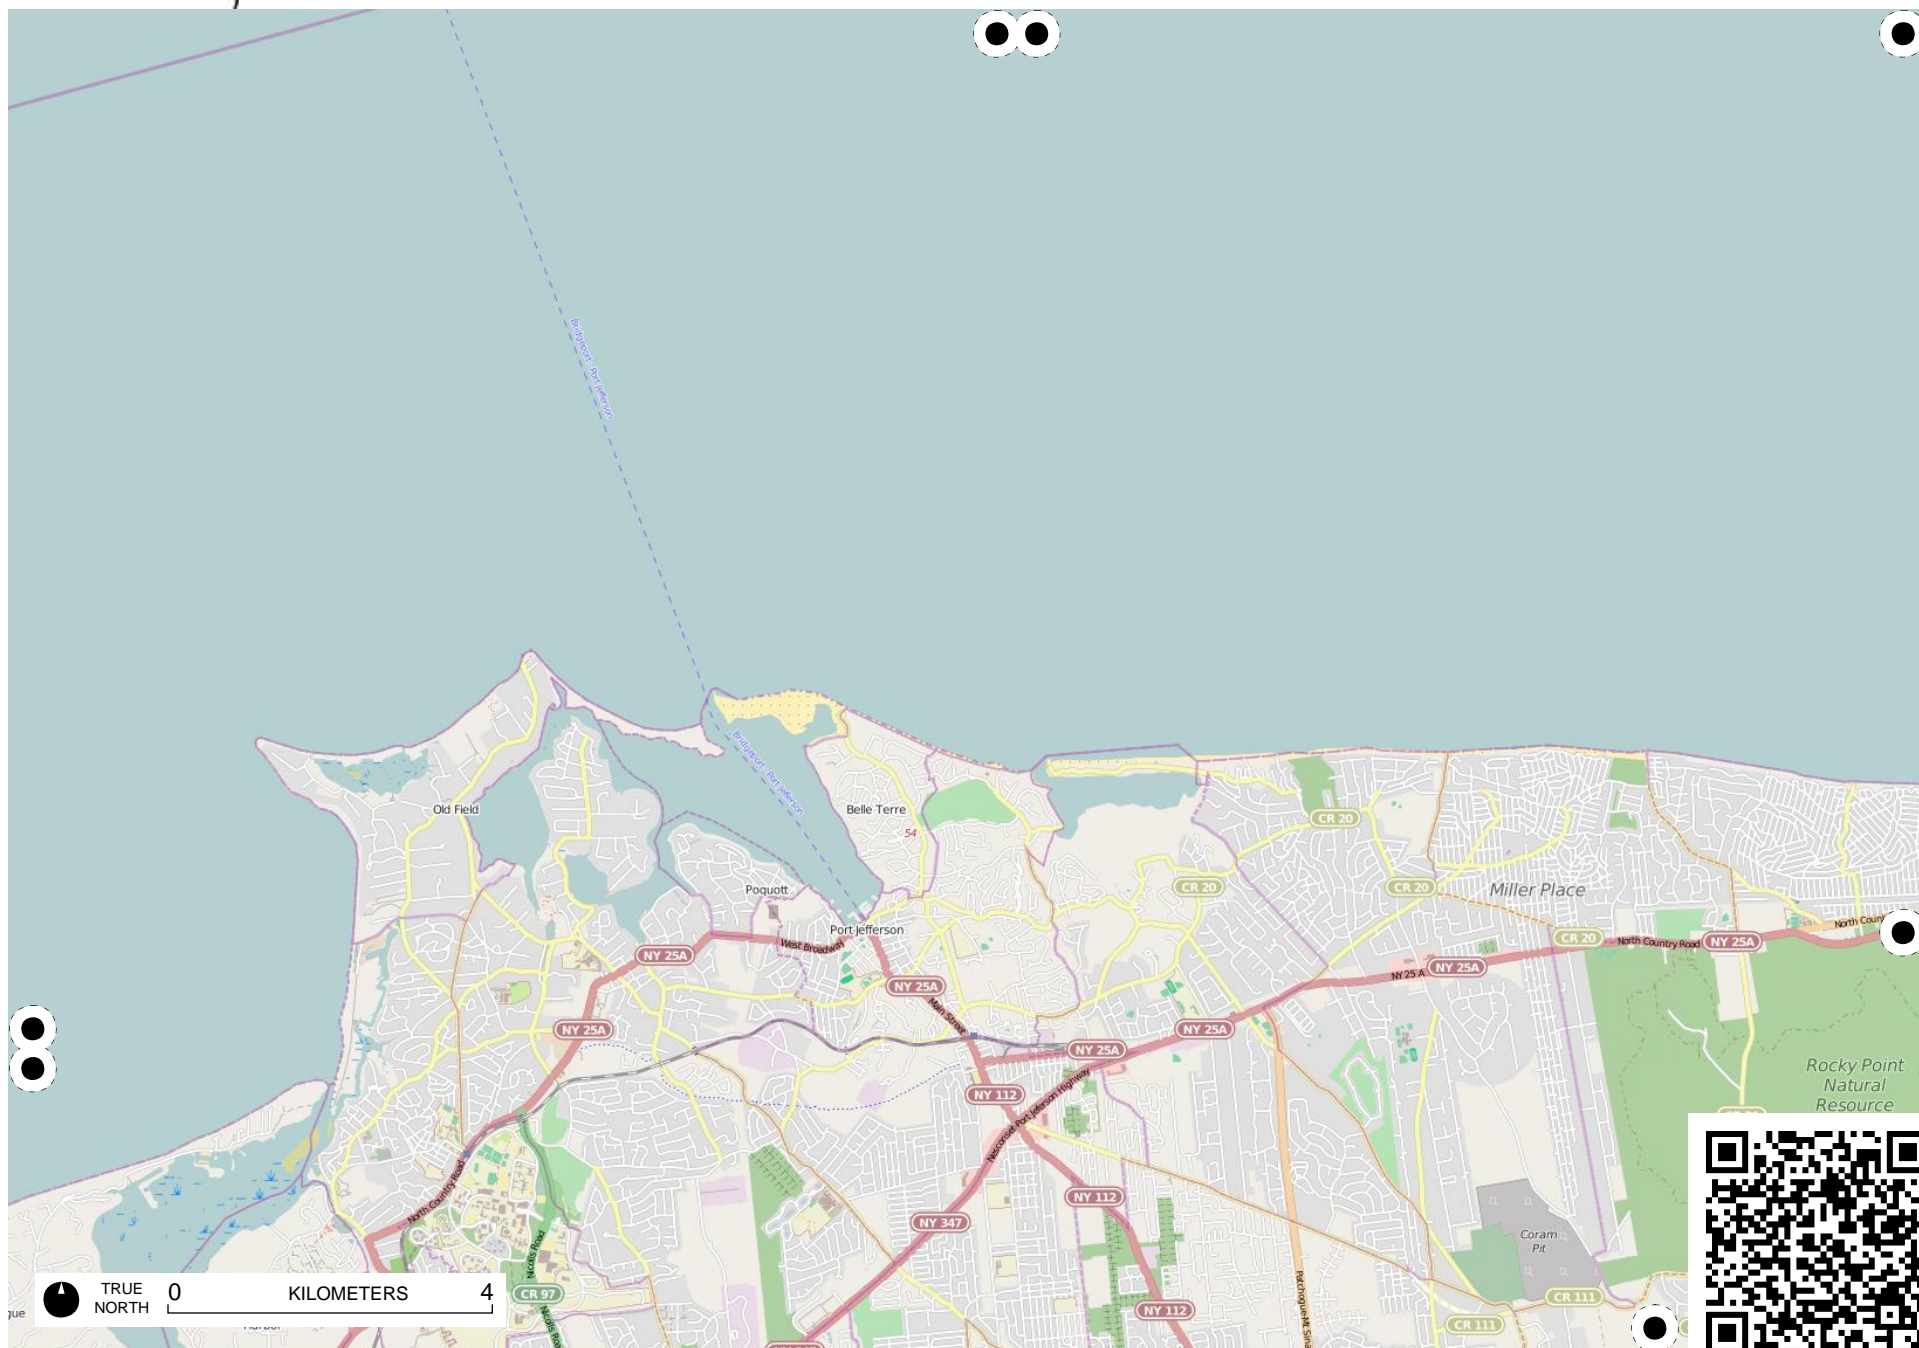 Bridgeport - Port Jefferson
Bridgeport - Port Jefferson
Old Field
Belle Terre
54
CR 20
Poquott
CR 20
CR 20
Miller Place
Port Jefferson
West Broadway
NY 25A
CR 20
North Country Road
NY 25A
NY 25 A
NY 25A
NY 25A
Main Street
NY 25A
NY 25A
NY 25A
Rocky Point
Natural
Resource
NY 112
Nesconset-Port Jefferson Highway
North Country Road
NY 112
NY 347
Nicolls Road
Coram
Pit
TRUE
NORTH
0 KILOMETERS 4
CR 97
CR 111
NY 112
CR 111